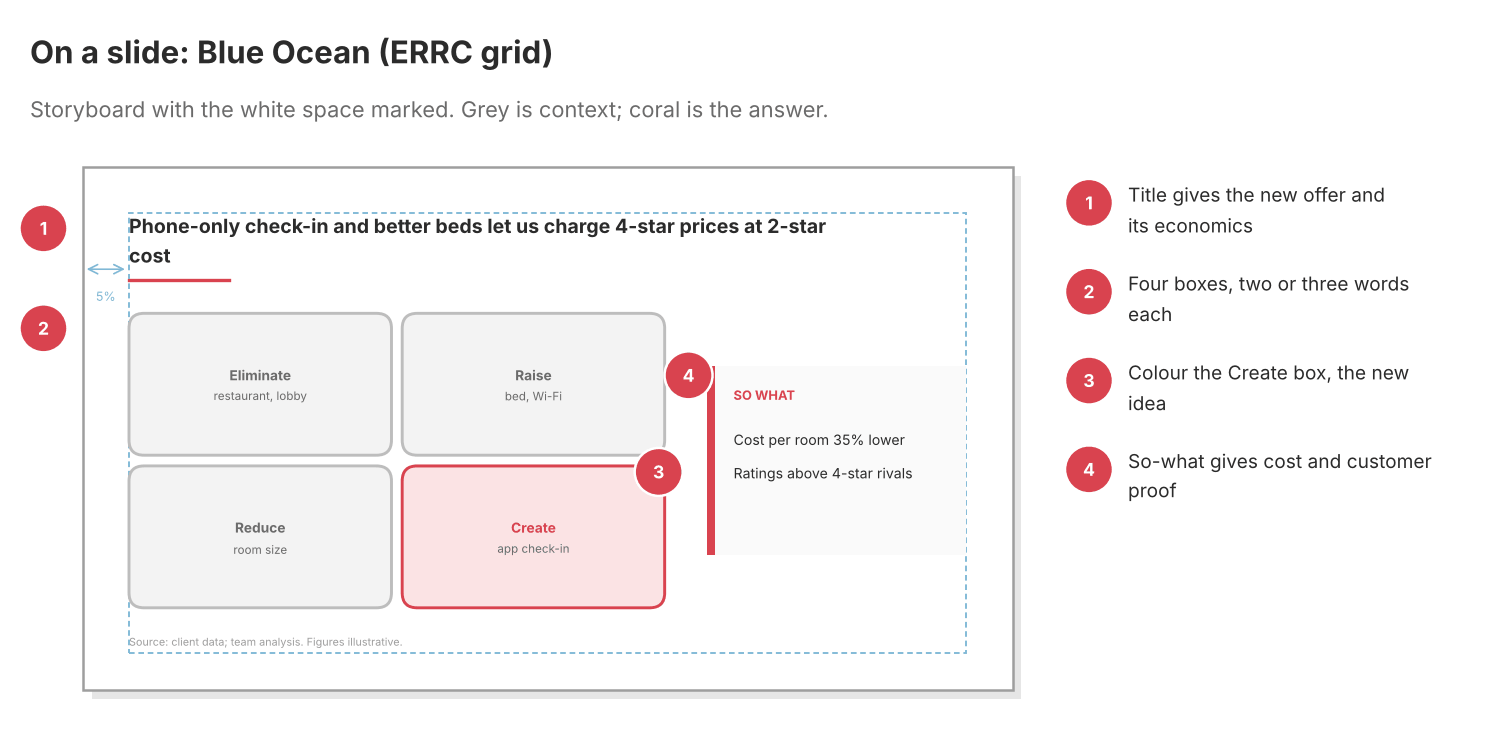 On a slide: Blue Ocean (ERRC grid)
Storyboard with the white space marked. Grey is context; coral is the answer.
1
Phone-only check-in and better beds let us charge 4-star prices at 2-star
cost
5%
2
Eliminate
restaurant, lobby
Raise
bed, Wi-Fi
Reduce
room size
3
Create
app check-in
4
SO WHAT
Cost per room 35% lower
Ratings above 4-star rivals
Source: client data; team analysis. Figures illustrative.
1
Title gives the new offer and
its economics
2
Four boxes, two or three words
each
3
Colour the Create box, the new
idea
4
So-what gives cost and customer
proof